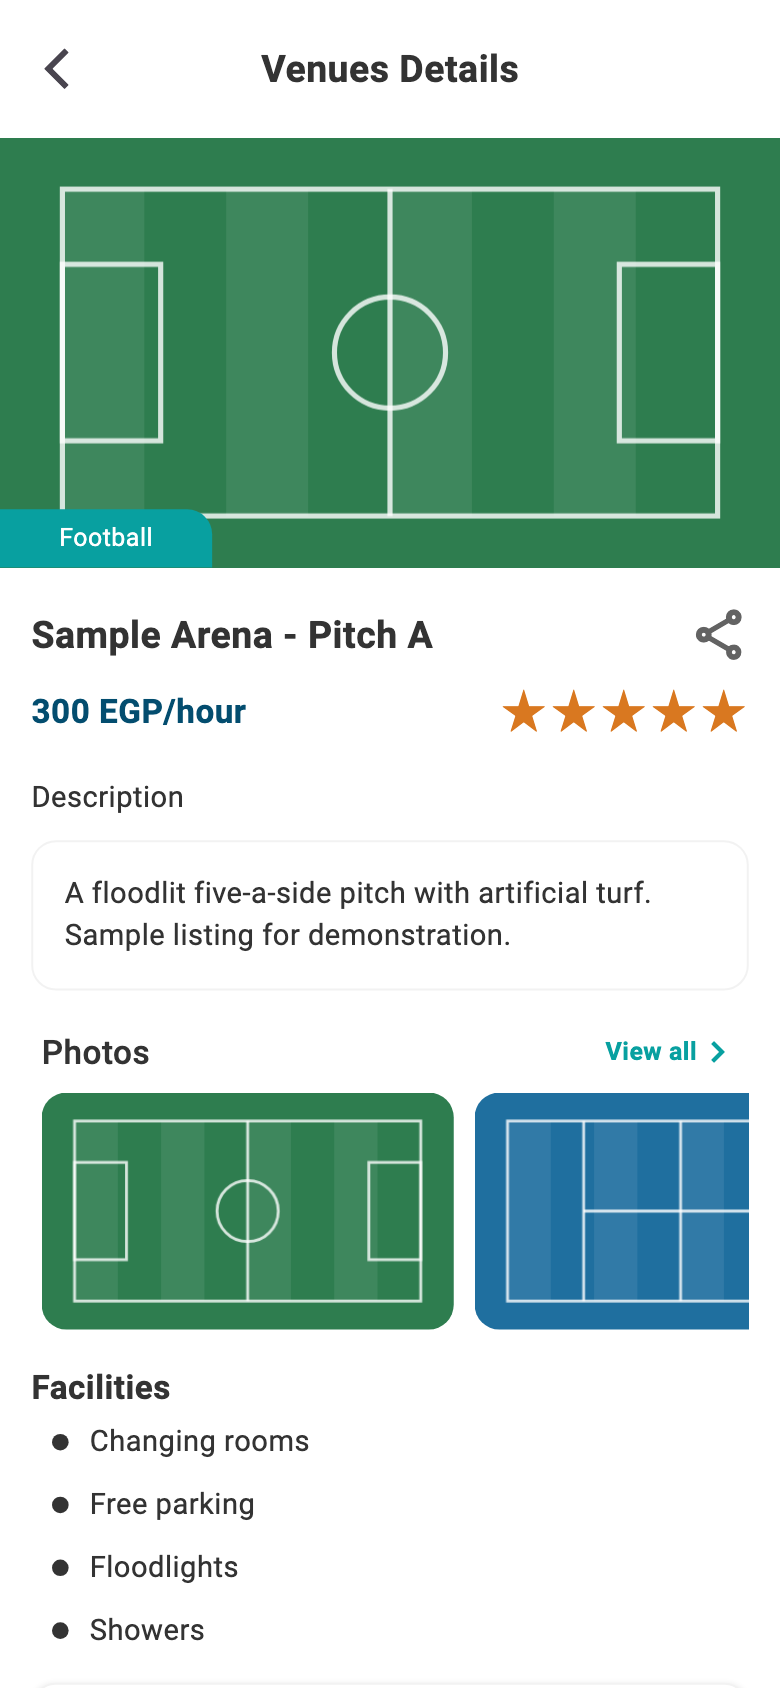 Venues Details
Football
Sample Arena - Pitch A
300 EGP/hour
Description
A floodlit five-a-side pitch with artificial turf.
Sample listing for demonstration.
Photos
View all
Facilities
Changing rooms
Free parking
Floodlights
Showers